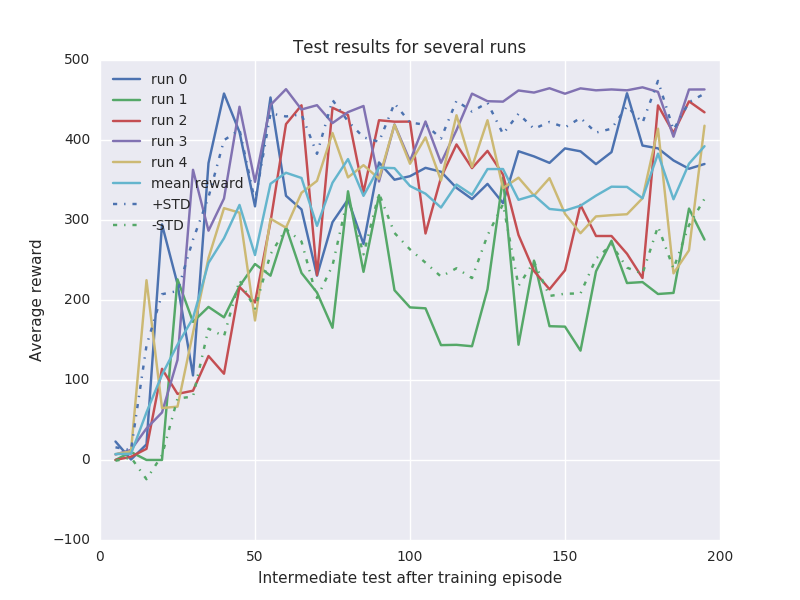 Test results for several runs
500
400
300
200
100
0
−100
Average reward
run 0
run 1
run 2
run 3
run 4
mean reward
+STD
-STD
0
50
100
150
200
Intermediate test after training episode